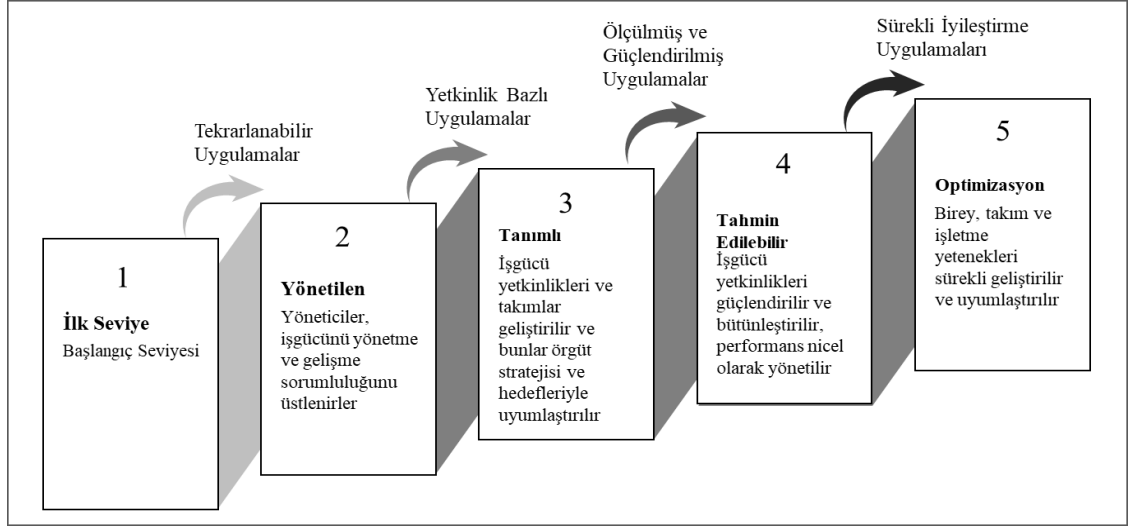 Tekrarlanabilir
Uygulamalar
Yetkinlik Bazlı
Uygulamalar
Ölçülmüş ve
Güçlendirilmiş
Uygulamalar
Sürekli İyileştirme
Uygulamaları
1
İlk Seviye
Başlangıç Seviyesi
2
Yönetilen
Yöneticiler,
işgücünü yönetme
ve gelişme
sorumluluğunu
üstlenirler
3
Tanımlı
İşgücü
yetkinlikleri ve
takımlar
geliştirilir ve
bunlar örgüt
stratejisi ve
hedefleriyle
uyumlaştırılır
4
Tahmin
Edilebilir
İşgücü
yetkinlikleri
güçlendirilir ve
bütünleştirilir,
performans nicel
olarak yönetilir
5
Optimizasyon
Birey, takım ve
işletme
yetenekleri
sürekli geliştirilir
ve uyumlaştırılır